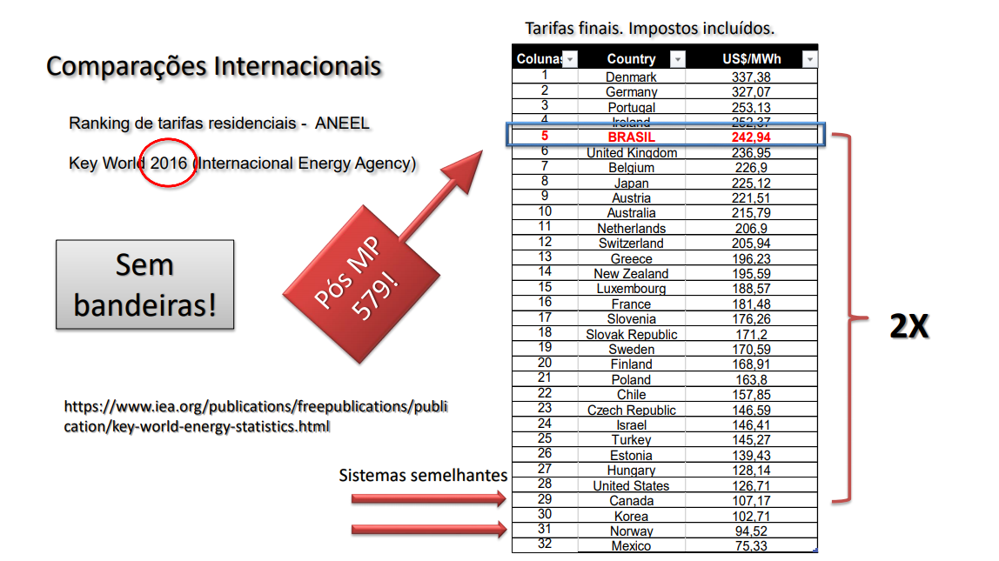 Tarifas finais. Impostos incluídos.
Comparações Internacionais
Ranking de tarifas residenciais - ANEEL
Key World 2016 (Internacional Energy Agency)
Pós MP
579!
Sem
bandeiras!
https://www.iea.org/publications/freepublications/publi
cation/key-world-energy-statistics.html
Sistemas semelhantes
Colunas Country US$/MWh
1 Denmark 337,38
2 Germany 327,07
3 Portugal 253,13
4 Ireland 252,37
5 BRASIL 242,94
6 United Kingdom 236,95
7 Belgium 226,9
8 Japan 225,12
9 Austria 221,51
10 Australia 215,79
11 Netherlands 206,9
12 Switzerland 205,94
13 Greece 196,23
14 New Zealand 195,59
15 Luxembourg 188,57
16 France 181,48
17 Slovenia 176,26
18 Slovak Republic 171,2
19 Sweden 170,59
20 Finland 168,91
21 Poland 163,8
22 Chile 157,85
23 Czech Republic 146,59
24 Israel 146,41
25 Turkey 145,27
26 Estonia 139,43
27 Hungary 128,14
28 United States 126,71
29 Canada 107,17
30 Korea 102,71
31 Norway 94,52
32 Mexico 75,33
2X